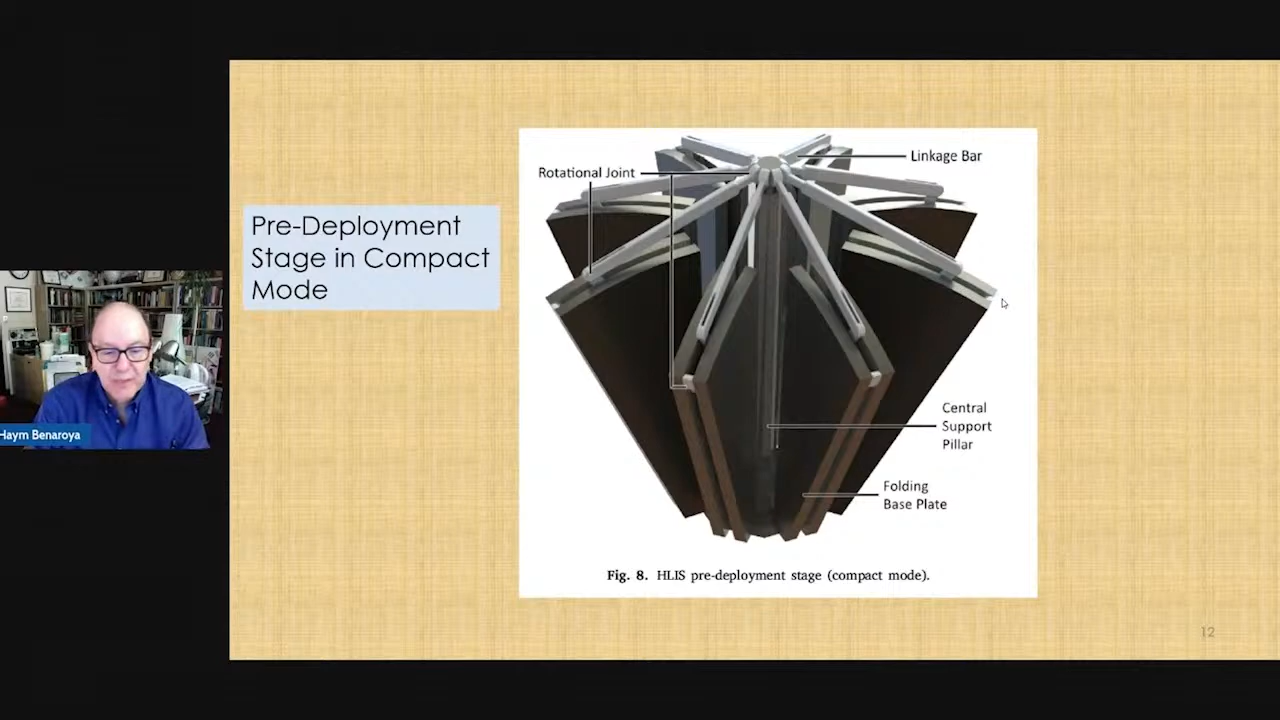 Pre-Deployment
Stage in Compact
Mode
Linkage Bar
Rotational Joint
Central
Support
Pillar
Folding
Base Plate
Fig. 8. HLIS pre-deployment stage (compact mode).
Haym Benaroya
12